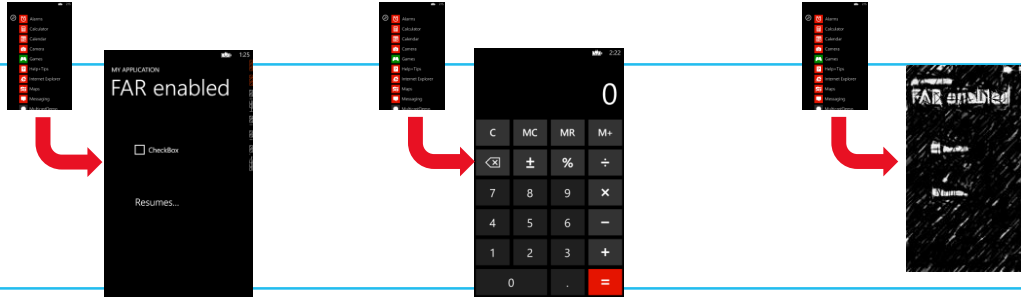 Alarms
Calculator
Calendar
Camera
Games
Help+Tips
Internet Explorer
Maps
Messaging
1:25
MY APPLICATION
FAR enabled
CheckBox
Resumes...
Alarms
Calculator
Calendar
Camera
Games
Help+Tips
Internet Explorer
Maps
Messaging
2:22
0
C MC MR M+
± % ÷
7 8 9 ×
4 5 6 −
1 2 3 +
0 . =
Alarms
Calculator
Calendar
Camera
Games
Help+Tips
Internet Explorer
Maps
Messaging
FAR enabled